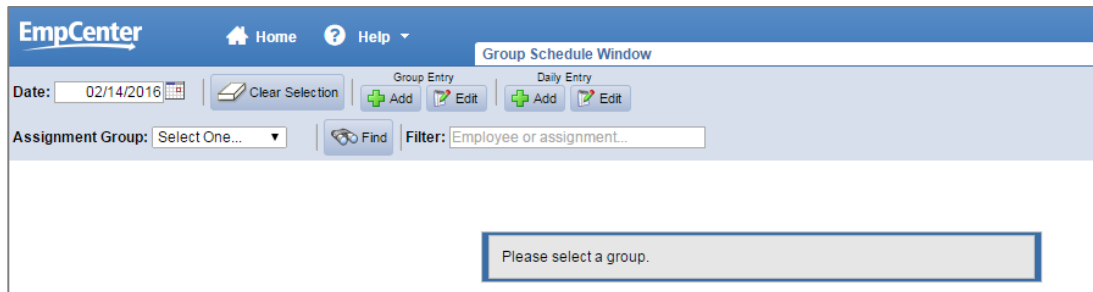 EmpCenter Home Help
Group Schedule Window
Group Entry Daily Entry
Date: 02/14/2016 Clear Selection Add Edit Add Edit
Assignment Group: Select One... Find Filter: Employee or assignment...
Please select a group.